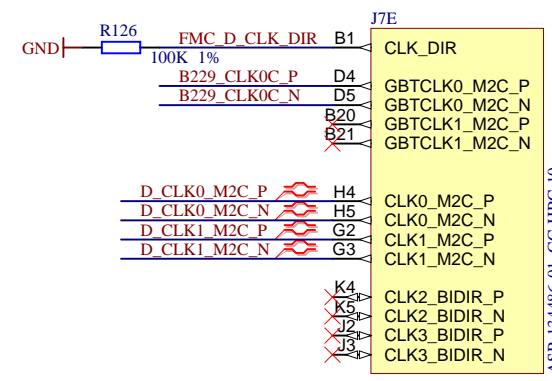 J7E
R126
GND
100K 1%
FMC_D_CLK_DIR B1 CLK_DIR
B229_CLK0C_P D4 GBTCLK0_M2C_P
B229_CLK0C_N D5 GBTCLK0_M2C_N
B20 GBTCLK1_M2C_P
B21 GBTCLK1_M2C_N
D_CLK0_M2C_P H4 CLK0_M2C_P
D_CLK0_M2C_N H5 CLK0_M2C_N
D_CLK1_M2C_P G2 CLK1_M2C_P
D_CLK1_M2C_N G3 CLK1_M2C_N
K4 CLK2_BIDIR_P
K5 CLK2_BIDIR_N
J2 CLK3_BIDIR_P
J3 CLK3_BIDIR_N